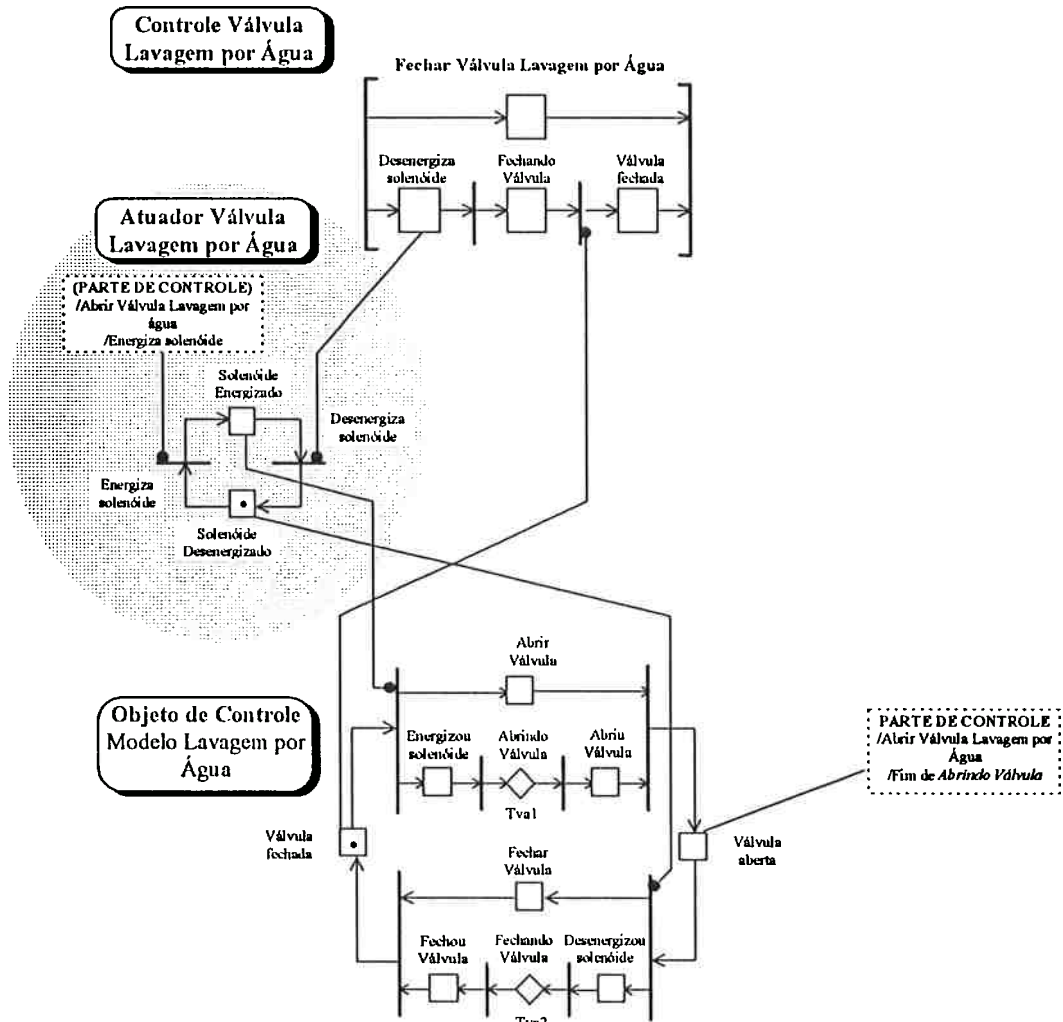 Controle Válvula
Lavagem por Água
Fechar Válvula Lavagem por Água
Desenergiza
solenóide
Fechando
Válvula
Válvula
fechada
Atuador Válvula
Lavagem por Água
(PARTE DE CONTROLE)
/Abrir Válvula Lavagem por
água
/Energiza solenóide
Solenóide
Energizado
Desenergiza
solenóide
Energiza
solenóide
Solenóide
Desenergizado
Abrir
Válvula
Objeto de Controle
Modelo Lavagem por
Água
Energizou
solenóide
Abrindo
Válvula
Abriu
Válvula
Tva1
PARTE DE CONTROLE
/Abrir Válvula Lavagem por
Água
/Fim de Abrindo Válvula
Válvula
fechada
Válvula
aberta
Fechar
Válvula
Fechou
Válvula
Fechando
Válvula
Desenergizou
solenóide